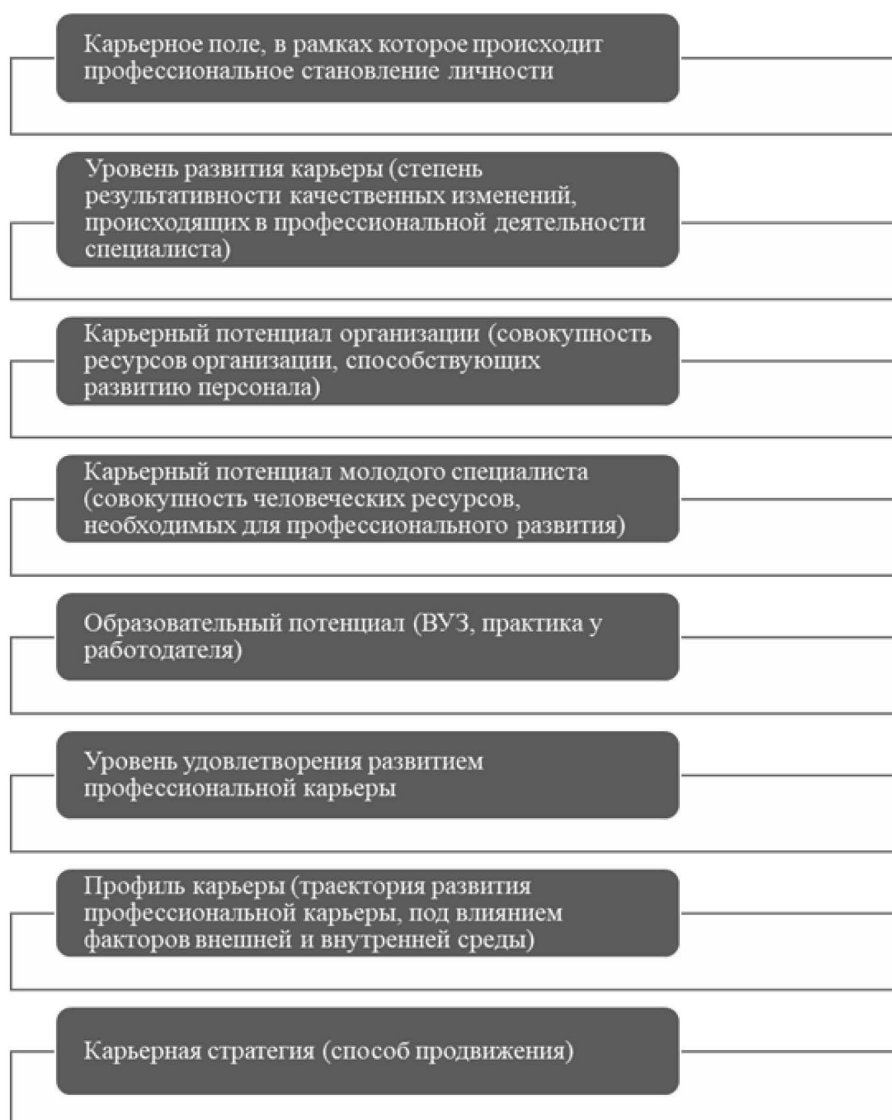 Карьерное поле, в рамках которое происходит
профессиональное становление личности
Уровень развития карьеры (степень
результативности качественных изменений,
происходящих в профессиональной деятельности
специалиста)
Карьерный потенциал организации (совокупность
ресурсов организации, способствующих
развитию персонала)
Карьерный потенциал молодого специалиста
(совокупность человеческих ресурсов,
необходимых для профессионального развития)
Образовательный потенциал (ВУЗ, практика у
работодателя)
Уровень удовлетворения развитием
профессиональной карьеры
Профиль карьеры (траектория развития
профессиональной карьеры, под влиянием
факторов внешней и внутренней среды)
Карьерная стратегия (способ продвижения)